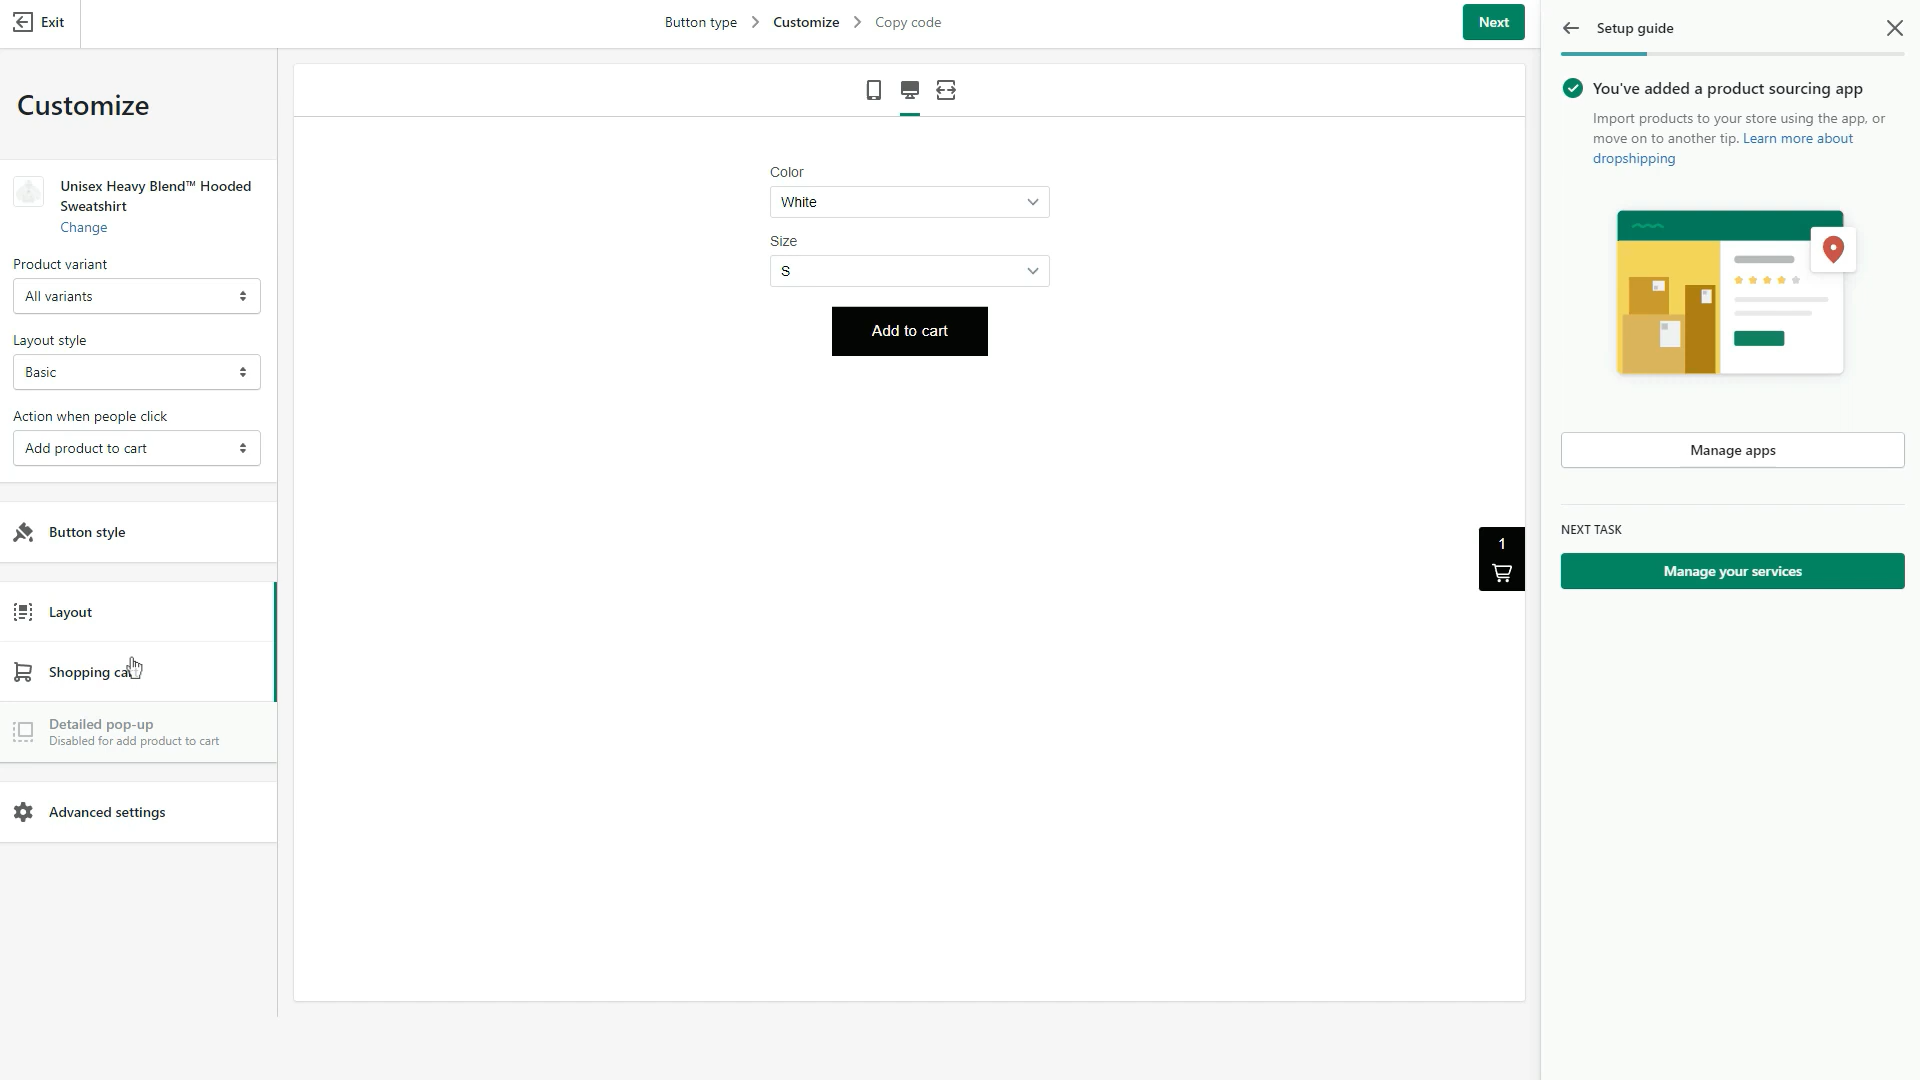 Exit
Button type
Customize
Copy code
Next
Customize
Unisex Heavy Blend™ Hooded
Sweatshirt
Change
Product variant
All variants
Layout style
Basic
Action when people click
Add product to cart
Button style
Layout
Shopping cart
Detailed pop-up
Disabled for add product to cart
Advanced settings
Color
White
Size
S
Add to cart
1
Setup guide
You've added a product sourcing app
Import products to your store using the app, or
move on to another tip. Learn more about
dropshipping
Manage apps
NEXT TASK
Manage your services